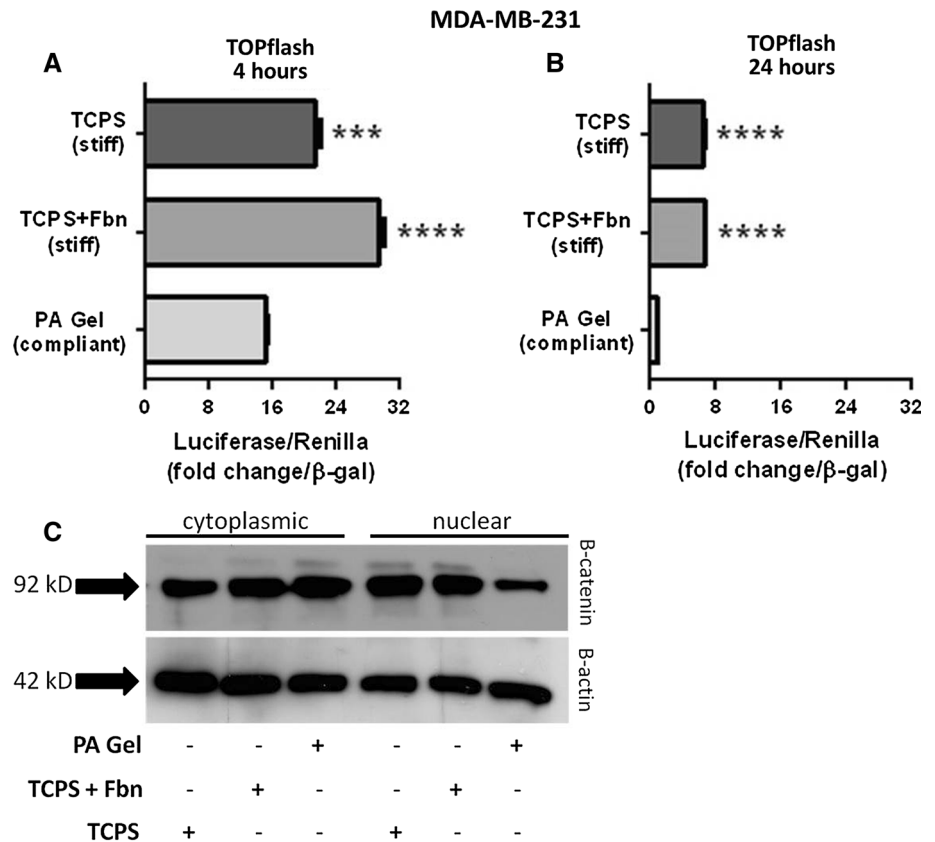 MDA-MB-231
A
TOPflash
4 hours
TCPS
(stiff)
***
TCPS+Fbn
(stiff)
****
PA Gel
(compliant)
0 8 16 24 32
Luciferase/Renilla
(fold change/β-gal)
B
TOPflash
24 hours
TCPS
(stiff)
****
TCPS+Fbn
(stiff)
****
PA Gel
(compliant)
0 8 16 24 32
Luciferase/Renilla
(fold change/β-gal)
C
cytoplasmic nuclear
92 kD
B-catenin
42 kD
B-actin
PA Gel - - + - - +
TCPS + Fbn - + - - + -
TCPS + - - + - -